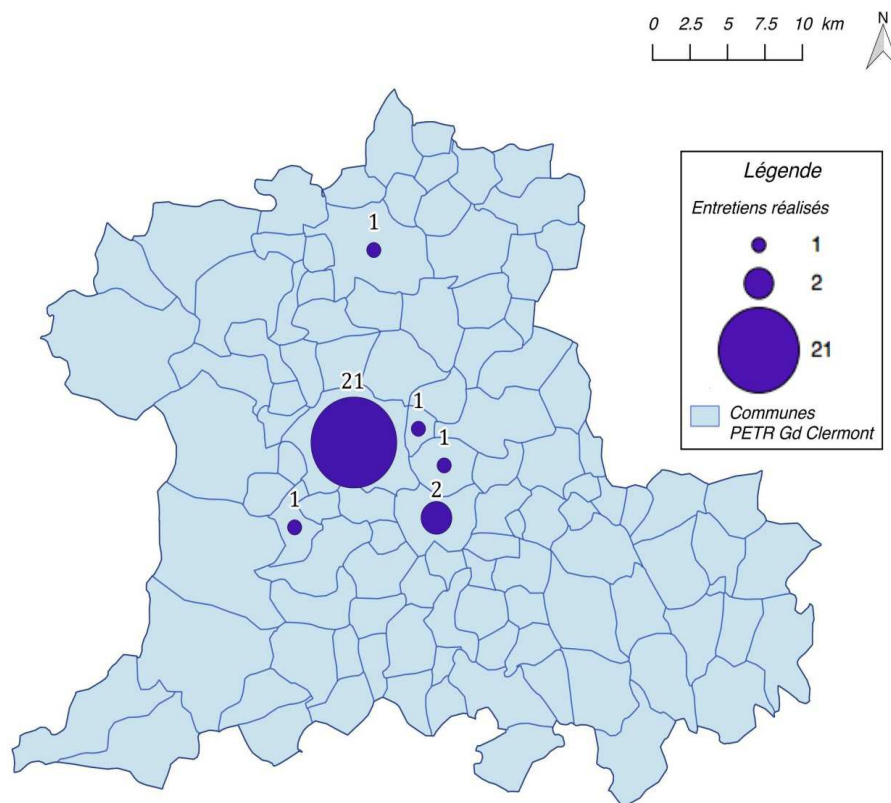 0 2.5 5 7.5 10 km
N
Légende
Entretiens réalisés
1
2
21
Communes
PETR Gd Clermont
1
21
1
1
2
1